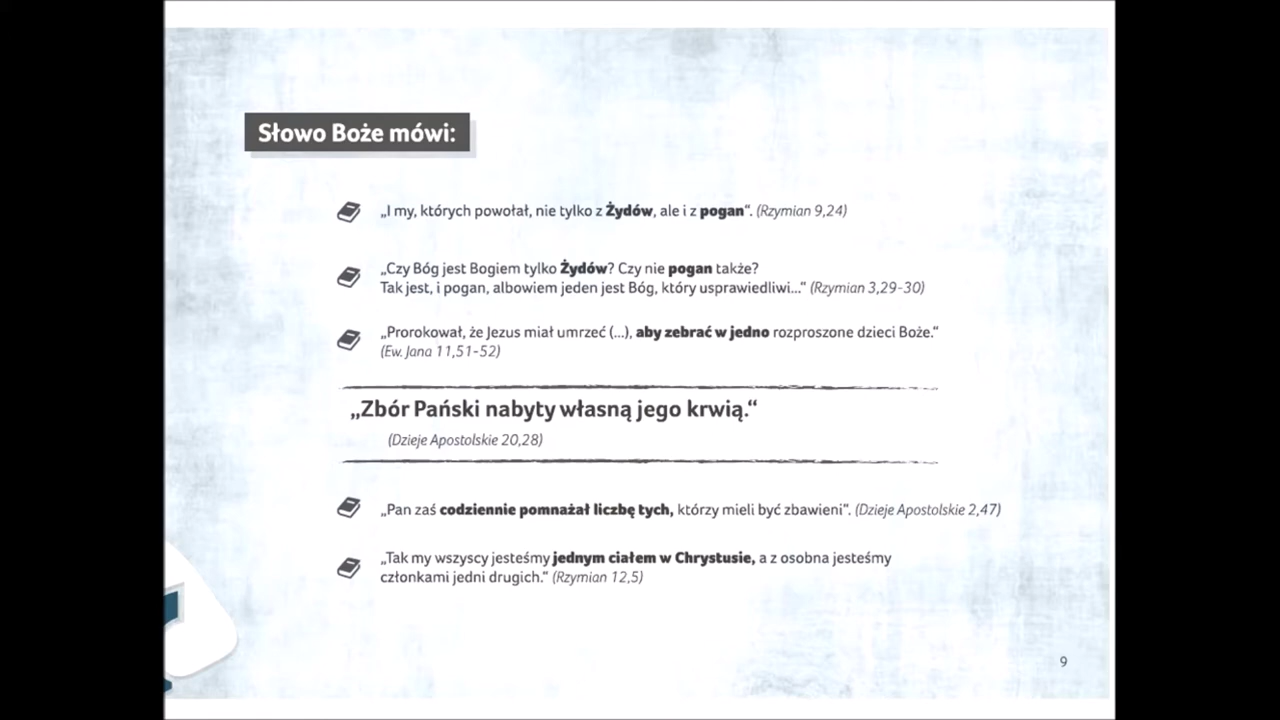 Słowo Boże mówi:
„I my, których powołał, nie tylko z Żydów, ale i z pogan“. (Rzymian 9,24)
„Czy Bóg jest Bogiem tylko Żydów? Czy nie pogan także?
Tak jest, i pogan, albowiem jeden jest Bóg, który usprawiedliwi...“ (Rzymian 3,29-30)
„Prorokował, że Jezus miał umrzeć (...), aby zebrać w jedno rozproszone dzieci Boże.“
(Ew. Jana 11,51-52)
„Zbór Pański nabyty własną jego krwią.“
(Dzieje Apostolskie 20,28)
„Pan zaś codziennie pomnażał liczbę tych, którzy mieli być zbawieni“. (Dzieje Apostolskie 2,47)
„Tak my wszyscy jesteśmy jednym ciałem w Chrystusie, a z osobna jesteśmy
członkami jedni drugich.“ (Rzymian 12,5)
9